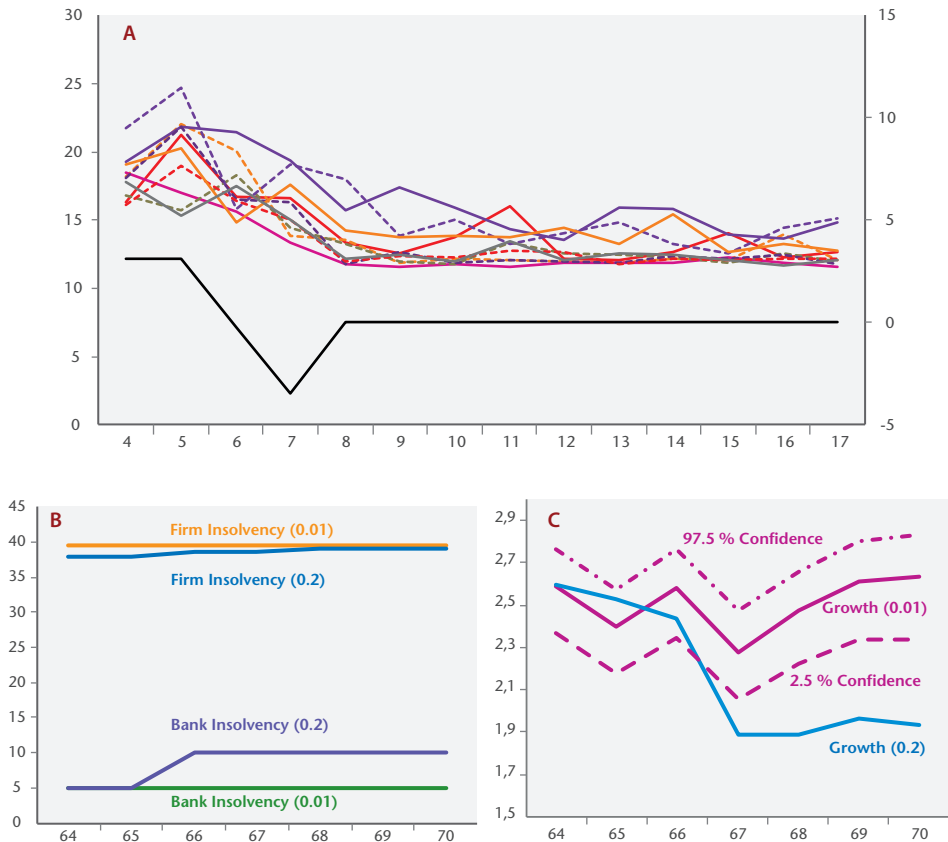 A
30
25
20
15
10
5
0
15
10
5
0
-5
4 5 6 7 8 9 10 11 12 13 14 15 16 17
B
45
40
35
30
25
20
15
10
5
0
Firm Insolvency (0.01)
Firm Insolvency (0.2)
Bank Insolvency (0.2)
Bank Insolvency (0.01)
64 65 66 67 68 69 70
C
2,9
2,7
2,5
2,3
2,1
1,9
1,7
1,5
97.5 % Confidence
Growth (0.01)
2.5 % Confidence
Growth (0.2)
64 65 66 67 68 69 70